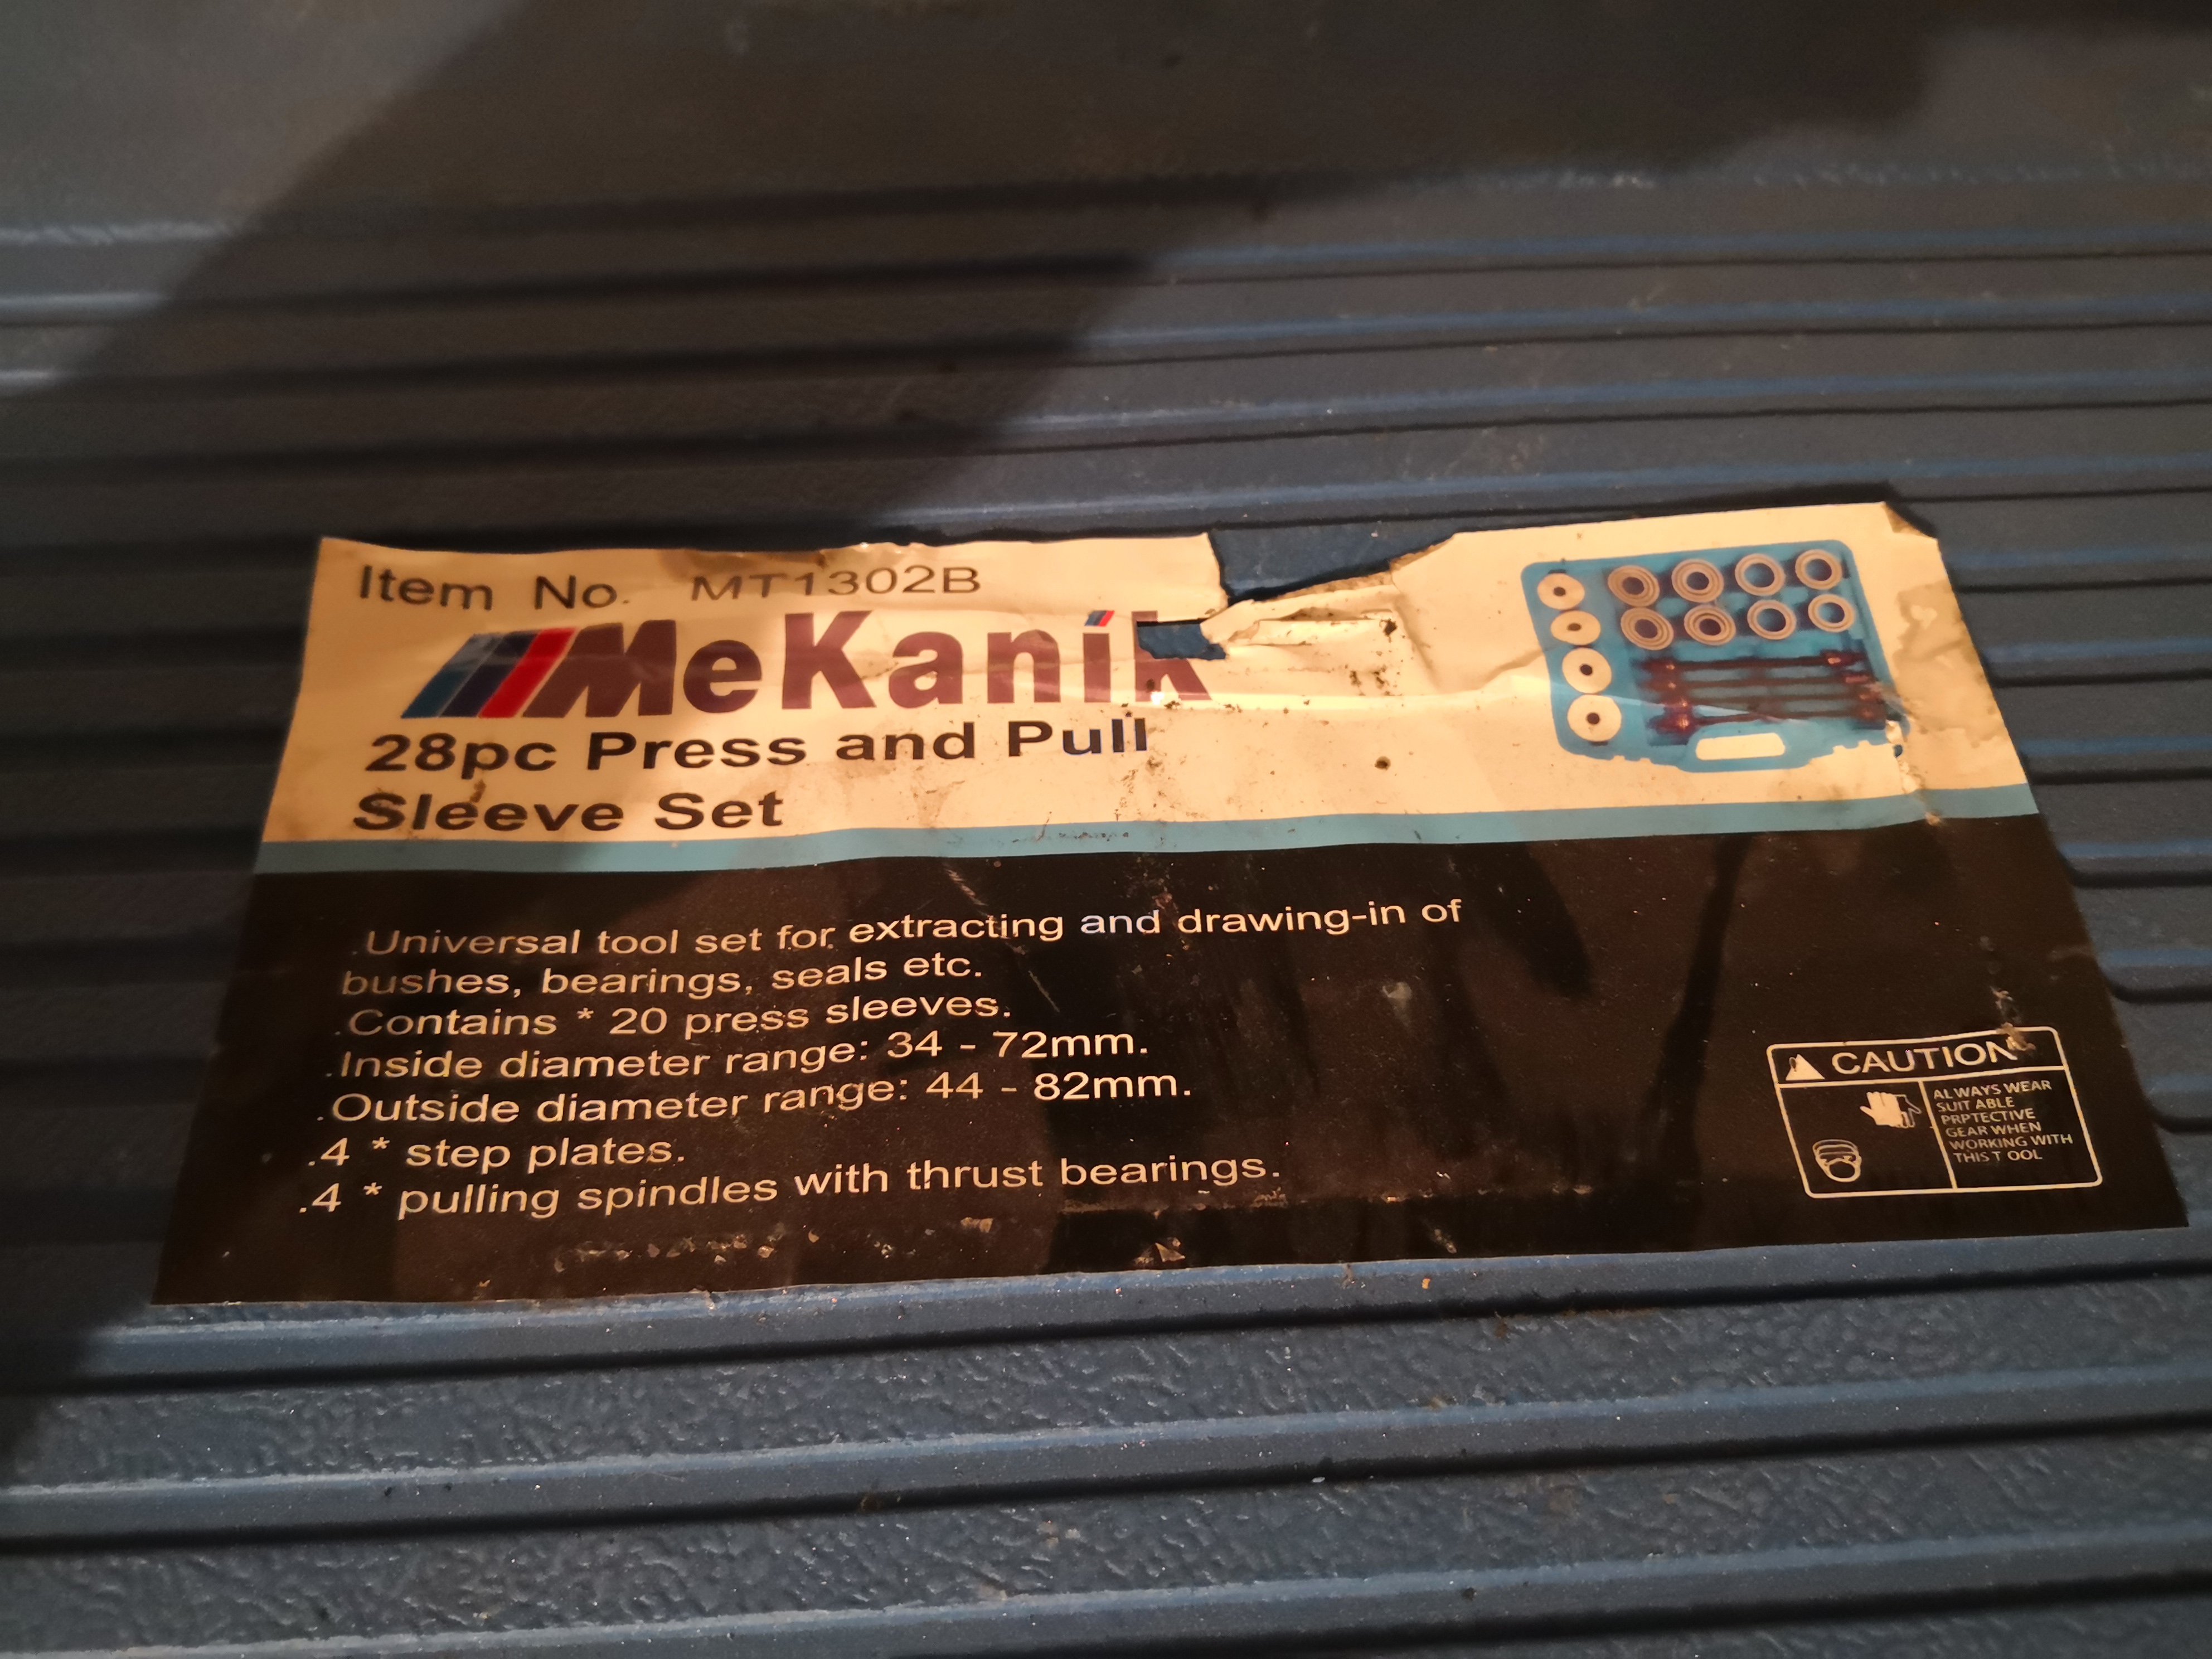 Item No. MT1302B
MeKanik
28pc Press and Pull
Sleeve Set
.Universal tool set for extracting and drawing-in of
bushes, bearings, seals etc.
.Contains * 20 press sleeves.
.Inside diameter range: 34 - 72mm.
.Outside diameter range: 44 - 82mm.
.4 * step plates.
.4 * pulling spindles with thrust bearings.
CAUTION
ALWAYS WEAR
SUIT ABLE
PRPTECTIVE
GEAR WHEN
WORKING WITH
THIS T OOL